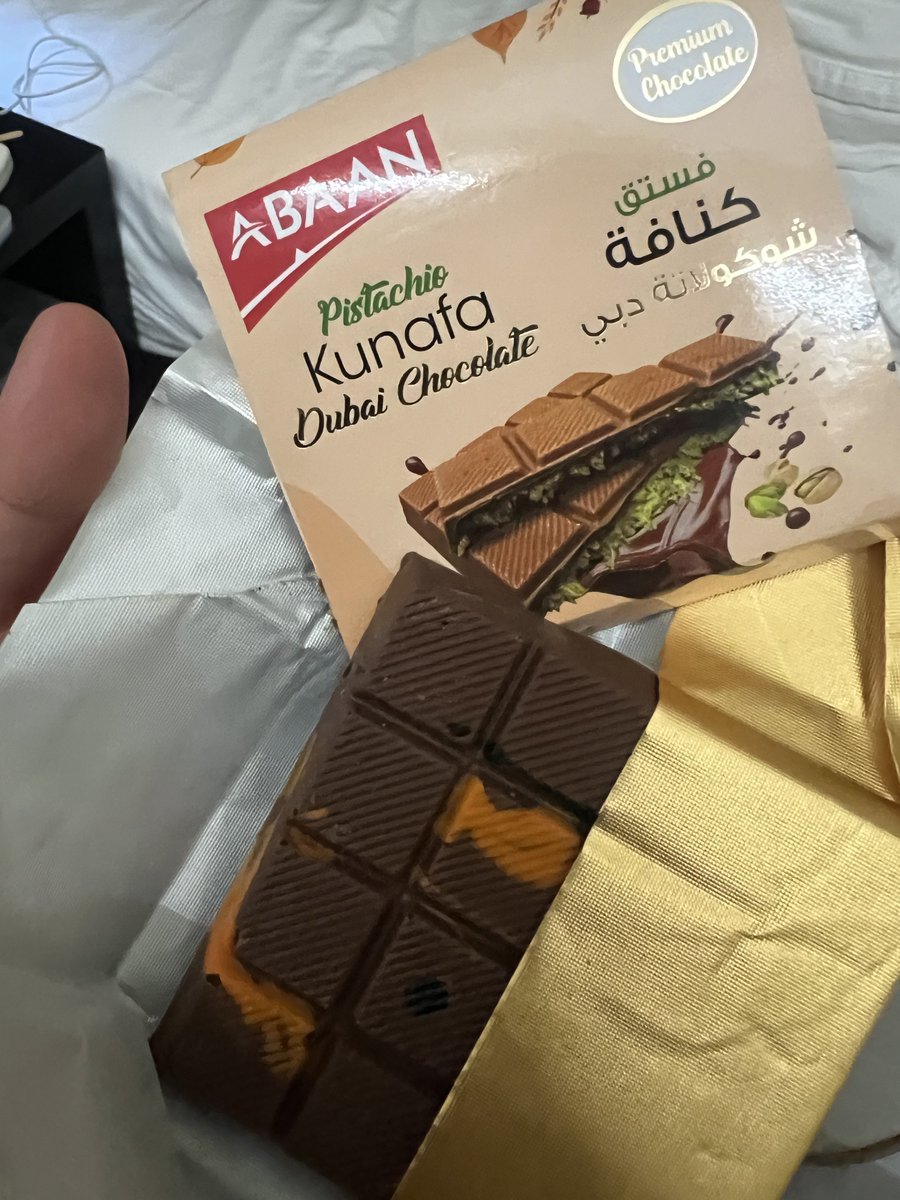 Premium
Chocolate
ABAAN
Pistachio
Kunafa
Dubai Chocolate
فستق
كنافة
شوكولاتة دبي